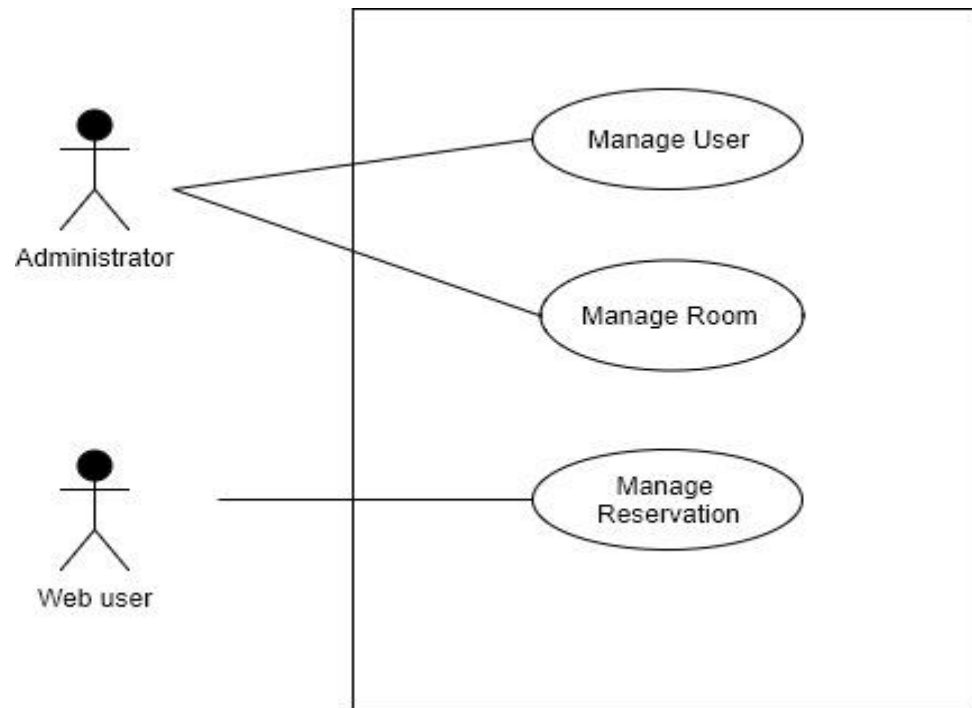 Manage User
Administrator
Manage Room
Manage
Reservation
Web user